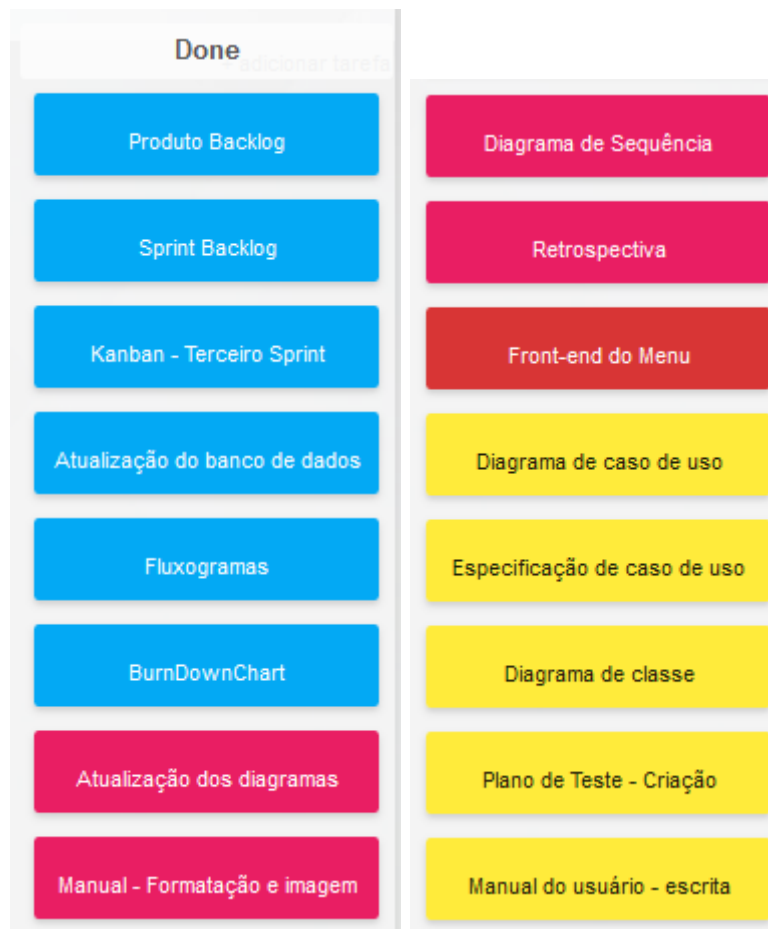 Done
+ adicionar tarefa
Produto Backlog
Sprint Backlog
Kanban - Terceiro Sprint
Atualização do banco de dados
Fluxogramas
BurnDownChart
Atualização dos diagramas
Manual - Formatação e imagem
Diagrama de Sequência
Retrospectiva
Front-end do Menu
Diagrama de caso de uso
Especificação de caso de uso
Diagrama de classe
Plano de Teste - Criação
Manual do usuário - escrita